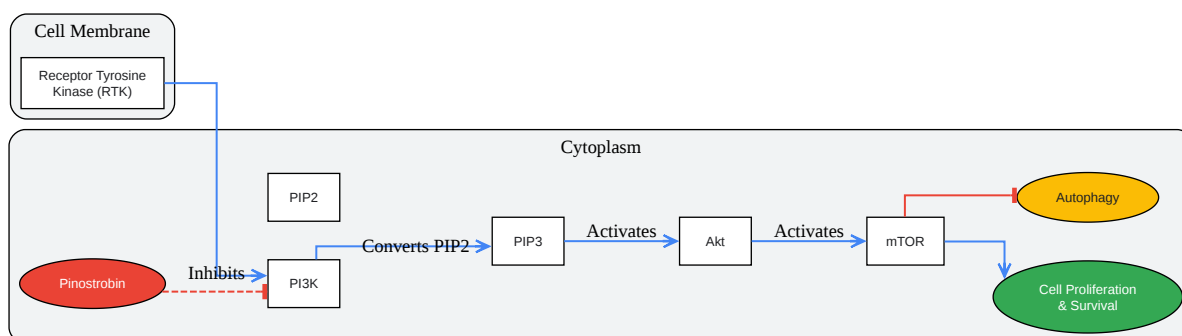 Cell Membrane
Receptor Tyrosine
Kinase (RTK)
Cytoplasm
PIP2
Autophagy
Converts PIP2
PIP3
Activates
Akt
Activates
mTOR
Pinostrobin
Inhibits
PI3K
Cell Proliferation
& Survival